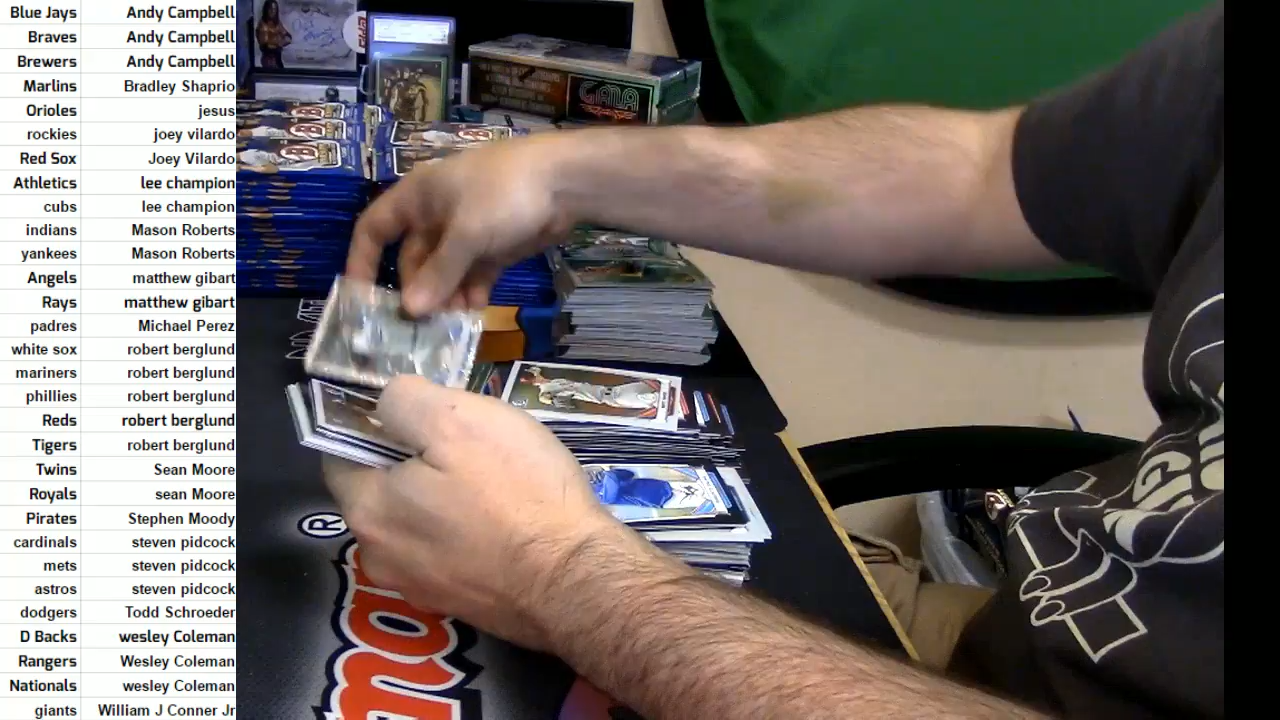 Blue Jays Andy Campbell
Braves Andy Campbell
Brewers Andy Campbell
Marlins Bradley Shaprio
Orioles jesus
rockies joey vilardo
Red Sox Joey Vilardo
Athletics lee champion
cubs lee champion
indians Mason Roberts
yankees Mason Roberts
Angels matthew gibart
Rays matthew gibart
padres Michael Perez
white sox robert berglund
mariners robert berglund
phillies robert berglund
Reds robert berglund
Tigers robert berglund
Twins Sean Moore
Royals sean Moore
Pirates Stephen Moody
cardinals steven pidcock
mets steven pidcock
astros steven pidcock
dodgers Todd Schroeder
D Backs wesley Coleman
Rangers Wesley Coleman
Nationals wesley Coleman
giants William J Conner Jr
GALA
®